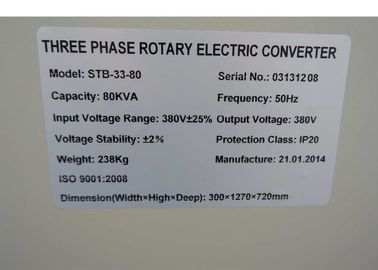 THREE PHASE ROTARY ELECTRIC CONVERTER
Model: STB-33-80 Serial No.: 03131208
Capacity: 80KVA Frequency: 50Hz
Input Voltage Range: 380V±25% Output Voltage: 380V
Voltage Stability: ±2% Protection Class: IP20
Weight: 238Kg Manufacture: 21.01.2014
ISO 9001:2008
Dimension(Width×High×Deep): 300×1270×720mm